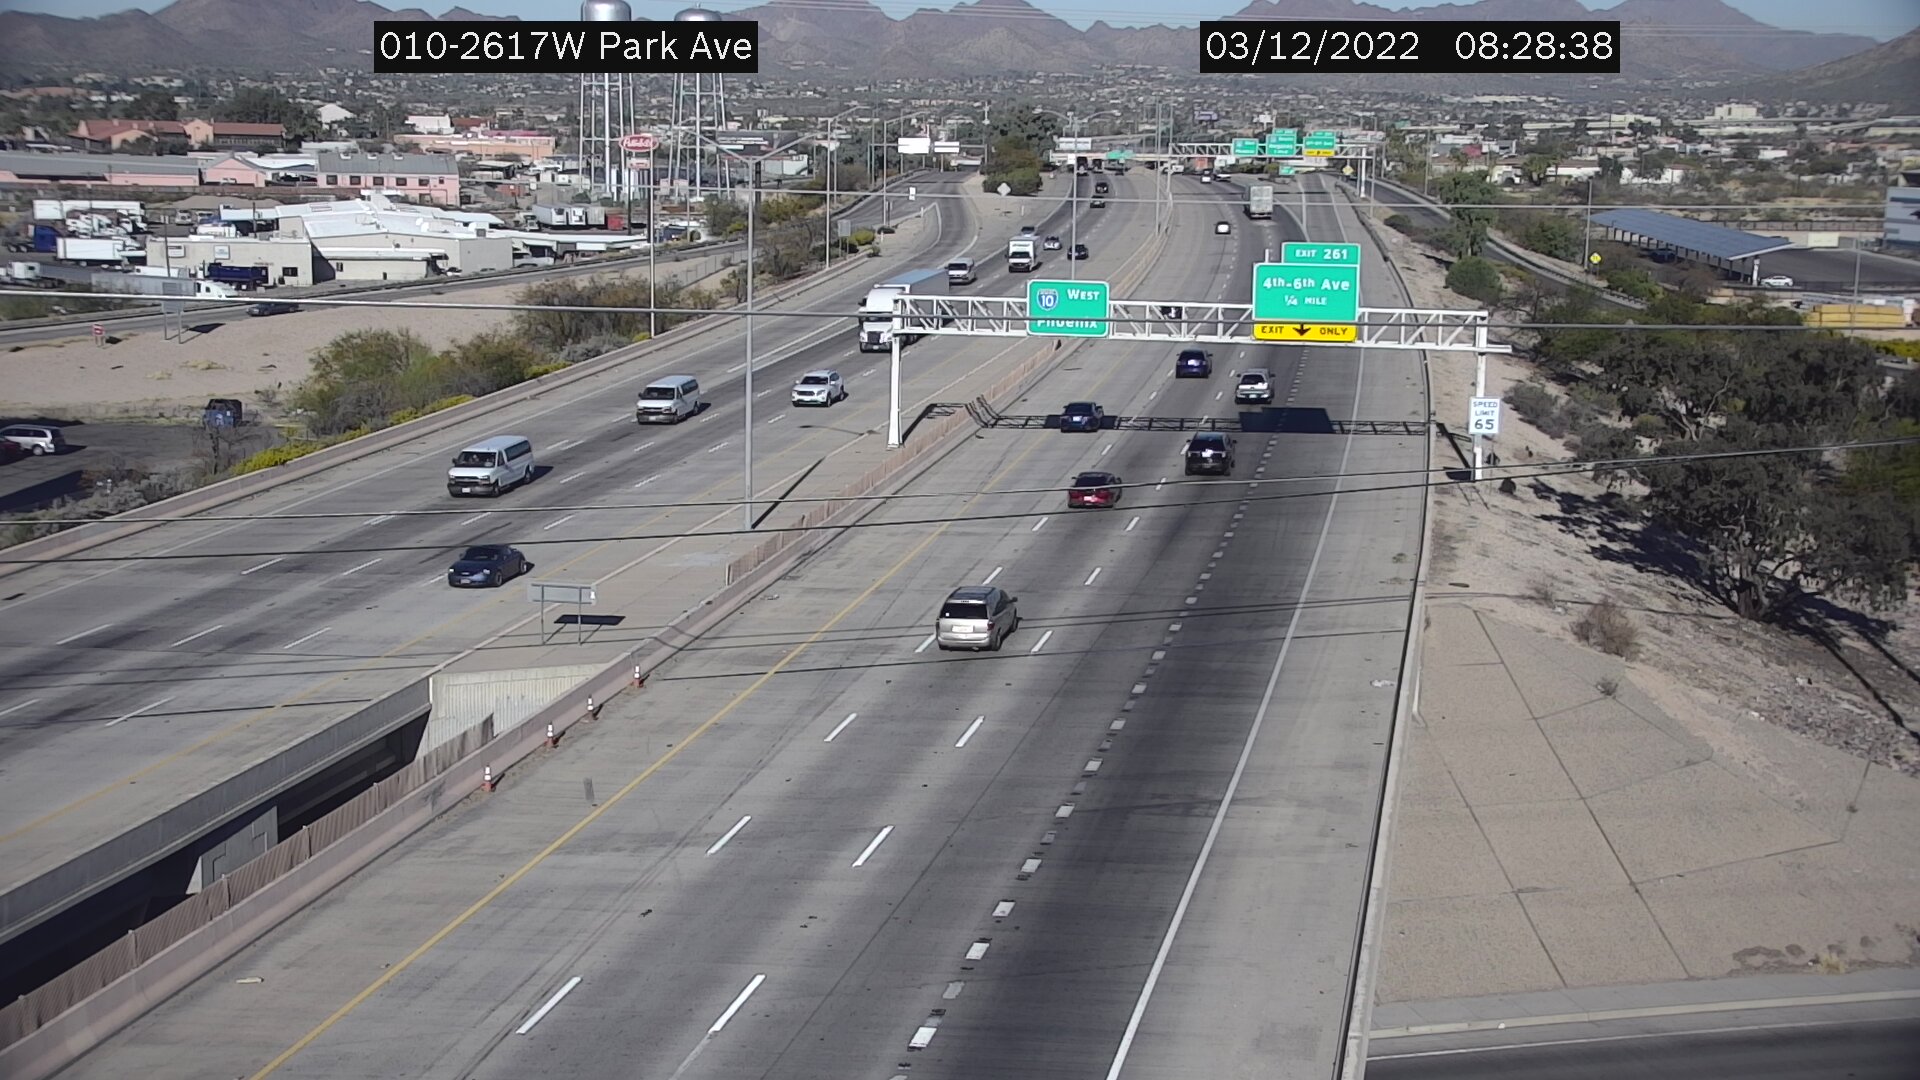 010-2617W Park Ave
03/12/2022 08:28:38
EXIT 261
4th-6th Ave
1/4 MILE
EXIT ONLY
WEST
10
Phoenix
SPEED
LIMIT
65